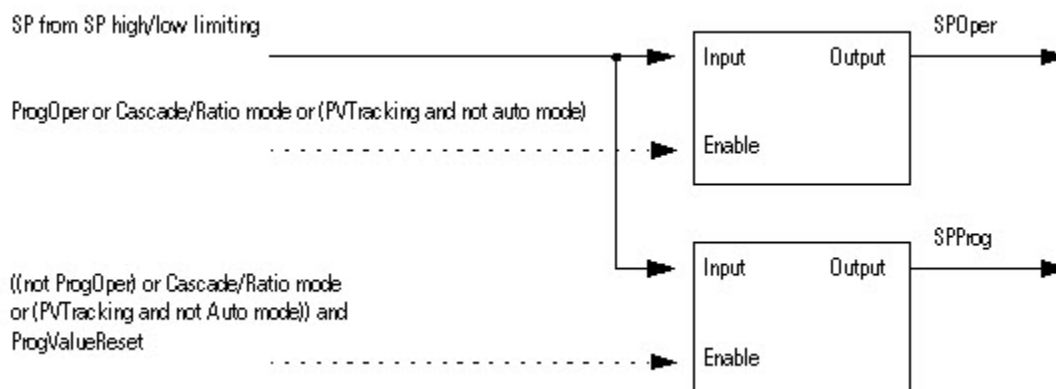 SP from SP high/low limiting
SPOper
Input
Output
ProgOper or Cascade/Ratio mode or (PVTracking and not auto mode)
Enable
SPProg
Input
Output
((not ProgOper) or Cascade/Ratio mode
or (PVTracking and not Auto mode)) and
ProgValueReset
Enable